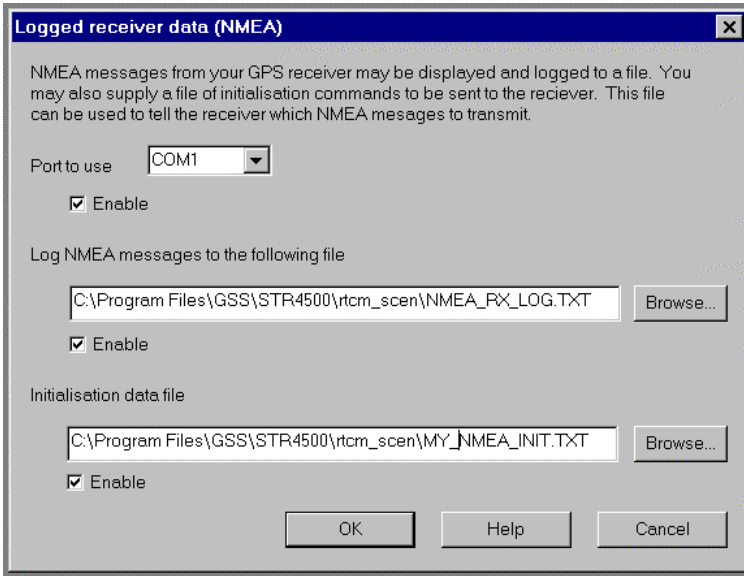 Logged receiver data (NMEA)
NMEA messages from your GPS receiver may be displayed and logged to a file. You
may also supply a file of initialisation commands to be sent to the reciever. This file
can be used to tell the receiver which NMEA mesages to transmit.
Port to use COM1
Enable
Log NMEA messages to the following file
C:\Program Files\GSS\STR4500\rtcm_scen\NMEA_RX_LOG.TXT Browse...
Enable
Initialisation data file
C:\Program Files\GSS\STR4500\rtcm_scen\MY_NMEA_INIT.TXT Browse...
Enable
OK Help Cancel